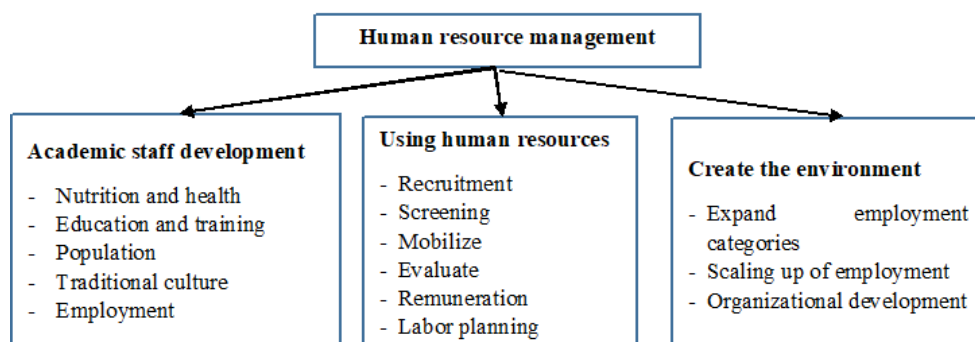 Human resource management
Academic staff development
- Nutrition and health
- Education and training
- Population
- Traditional culture
- Employment
Using human resources
- Recruitment
- Screening
- Mobilize
- Evaluate
- Remuneration
- Labor planning
Create the environment
- Expand employment
categories
- Scaling up of employment
- Organizational development